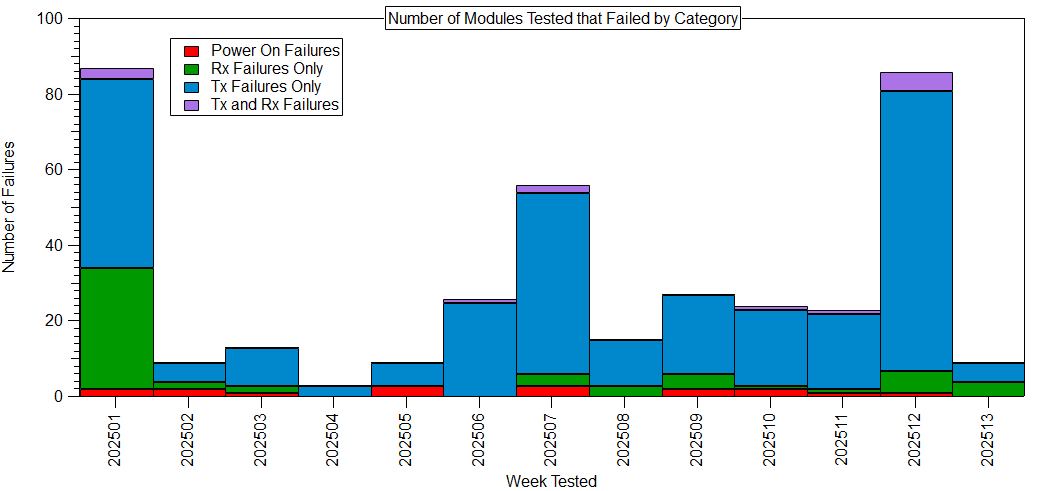 Number of Modules Tested that Failed by Category
Power On Failures
Rx Failures Only
Tx Failures Only
Tx and Rx Failures
Number of Failures
100
80
60
40
20
0
202501
202502
202503
202504
202505
202506
202507
202508
202509
202510
202511
202512
202513
Week Tested